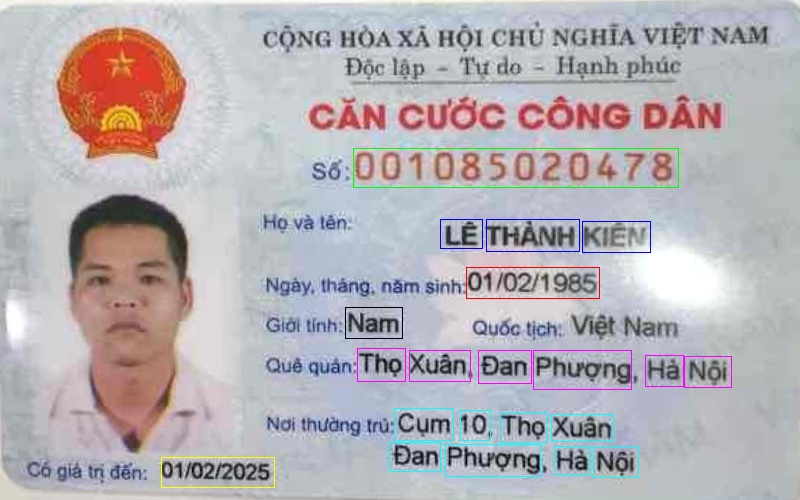 CỘNG HÒA XÃ HỘI CHỦ NGHĨA VIỆT NAM
Độc lập – Tự do – Hạnh phúc
CĂN CƯỚC CÔNG DÂN
Số: 001085020478
Họ và tên: LÊ THÀNH KIÊN
Ngày, tháng, năm sinh: 01/02/1985
Giới tính: Nam Quốc tịch: Việt Nam
Quê quán: Thọ Xuân, Đan Phượng, Hà Nội
Nơi thường trú: Cụm 10, Thọ Xuân
Đan Phượng, Hà Nội
Có giá trị đến: 01/02/2025